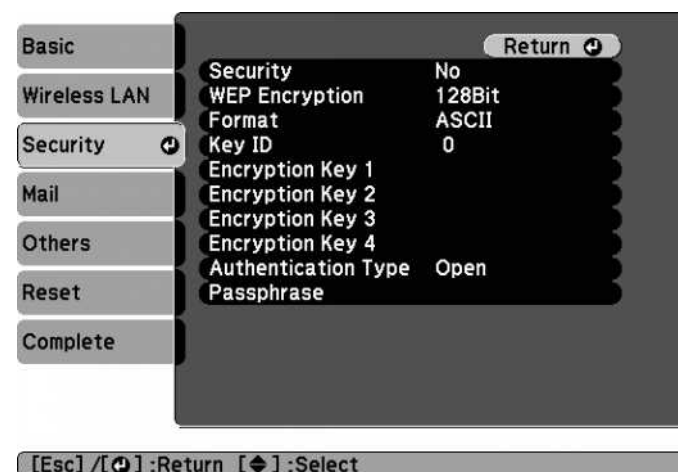 Basic
Wireless LAN
Security
Mail
Others
Reset
Complete
Return
Security No
WEP Encryption 128Bit
Format ASCII
Key ID 0
Encryption Key 1
Encryption Key 2
Encryption Key 3
Encryption Key 4
Authentication Type Open
Passphrase
[Esc] /[⏎] :Return [◆] :Select